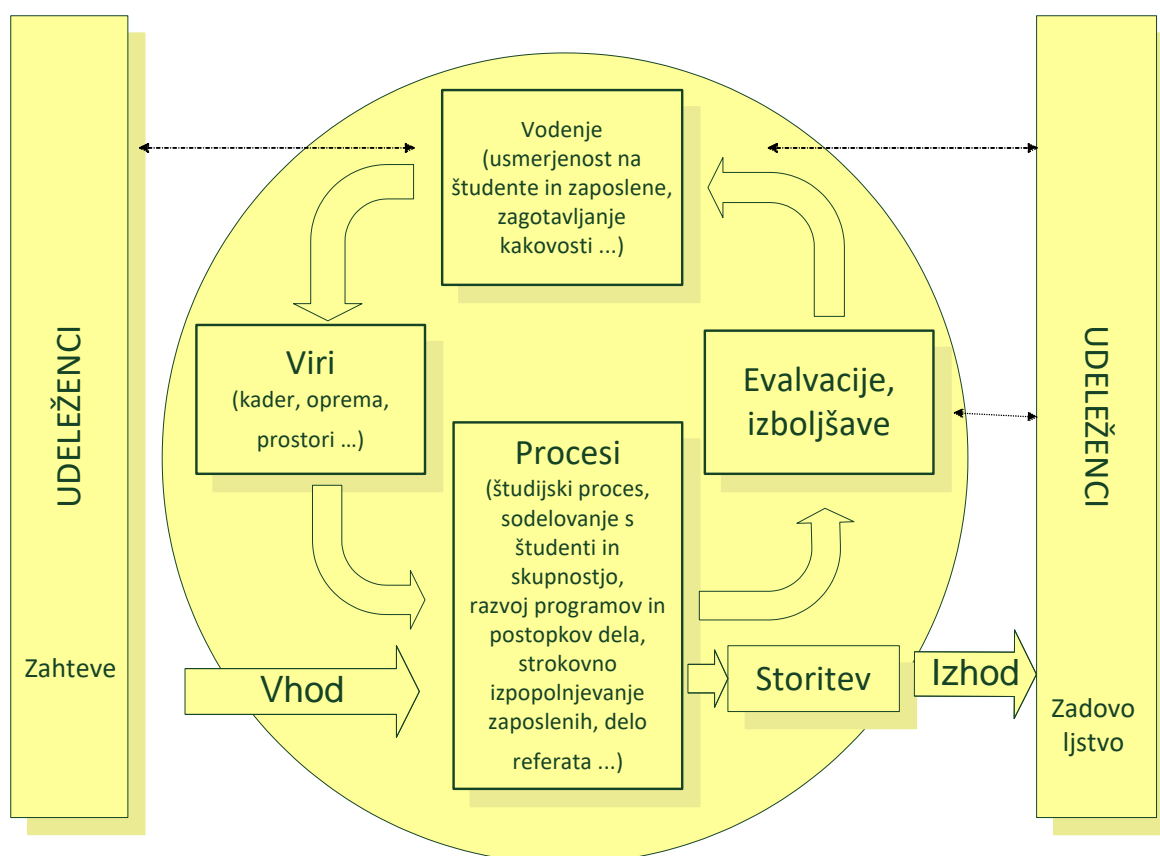 UDELEŽENCI
Zahteve
Vodenje
(usmerjenost na
študente in zaposlene,
zagotavljanje
kakovosti ...)
Viri
(kader, oprema,
prostori ...)
Procesi
(študijski proces,
sodelovanje s
študenti in
skupnostjo,
razvoj programov in
postopkov dela,
strokovno
izpopolnjevanje
zaposlenih, delo
referata ...)
Evalvacije,
izboljšave
Vhod
Storitev
Izhod
UDELEŽENCI
Zadovo
ljstvo